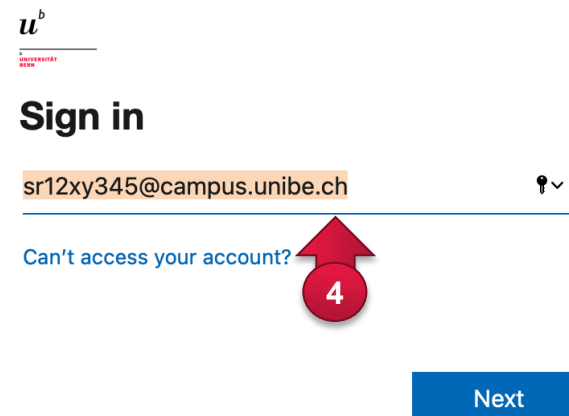 u^b
b
UNIVERSITÄT
BERN
Sign in
sr12xy345@campus.unibe.ch
Can't access your account?
4
Next